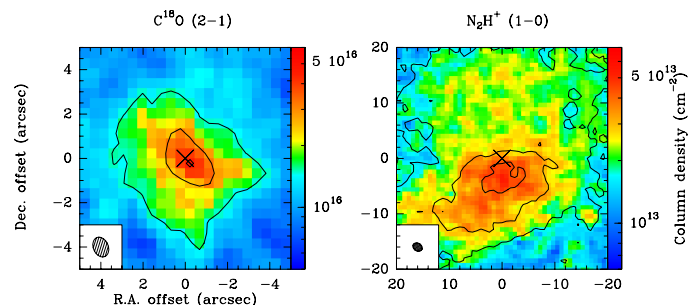 C¹⁸O (2−1)
N₂H⁺ (1−0)
Dec. offset (arcsec)
4
2
0
−2
−4
4 2 0 −2 −4
R.A. offset (arcsec)
5 10¹⁶
10¹⁶
20
10
0
−10
−20
20 10 0 −10 −20
5 10¹³
10¹³
Column density (cm⁻²)